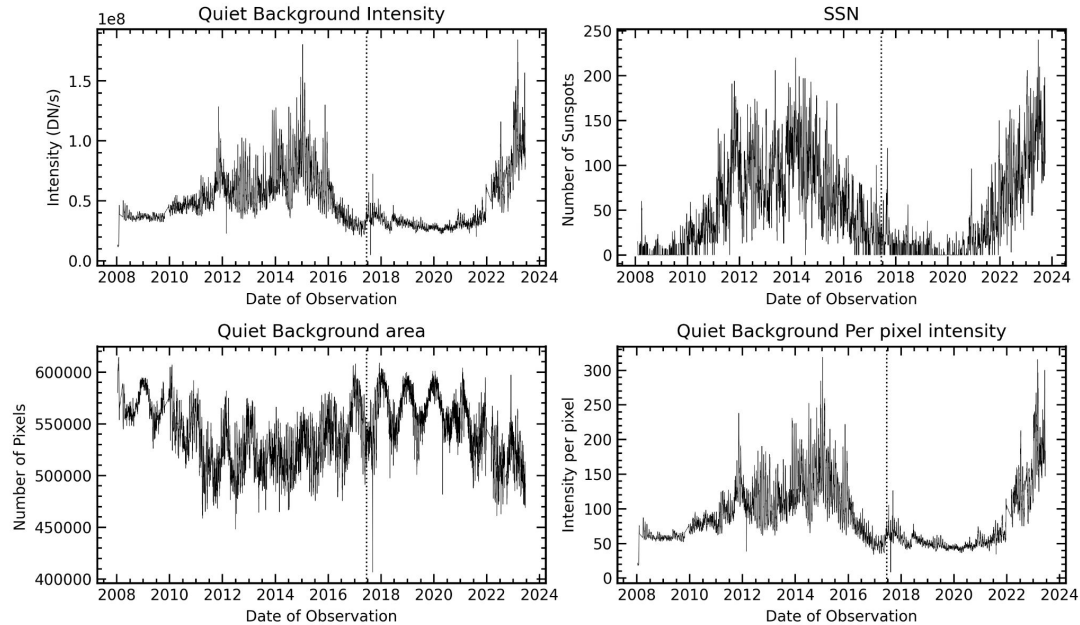 Quiet Background Intensity
1e8
Intensity (DN/s)
1.5
1.0
0.5
0.0
2008 2010 2012 2014 2016 2018 2020 2022 2024
Date of Observation
SSN
Number of Sunspots
250
200
150
100
50
0
2008 2010 2012 2014 2016 2018 2020 2022 2024
Date of Observation
Quiet Background area
Number of Pixels
600000
550000
500000
450000
400000
2008 2010 2012 2014 2016 2018 2020 2022 2024
Date of Observation
Quiet Background Per pixel intensity
Intensity per pixel
300
250
200
150
100
50
0
2008 2010 2012 2014 2016 2018 2020 2022 2024
Date of Observation